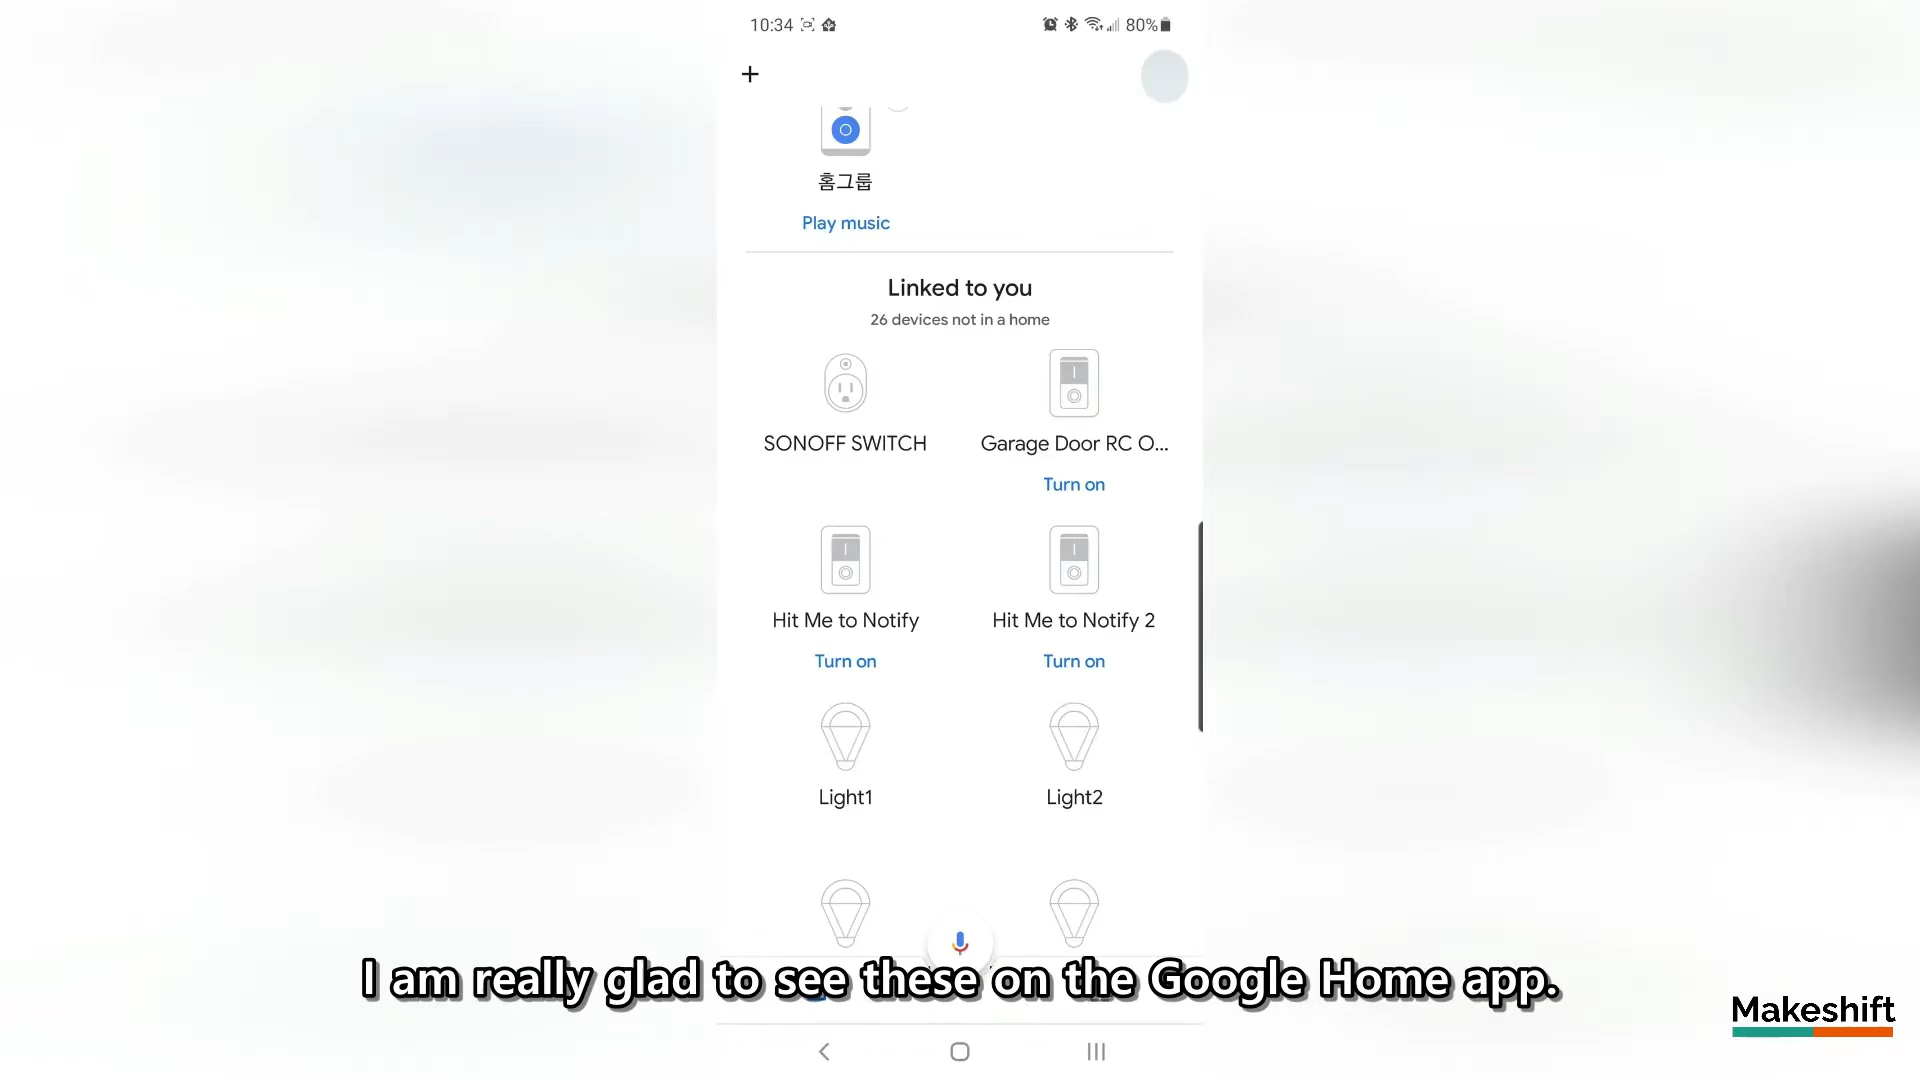 10:34
80%
+
홈그룹
Play music
Linked to you
26 devices not in a home
SONOFF SWITCH
Garage Door RC O...
Turn on
Hit Me to Notify
Hit Me to Notify 2
Turn on
Turn on
Light1
Light2
I am really glad to see these on the Google Home app.
Makeshift